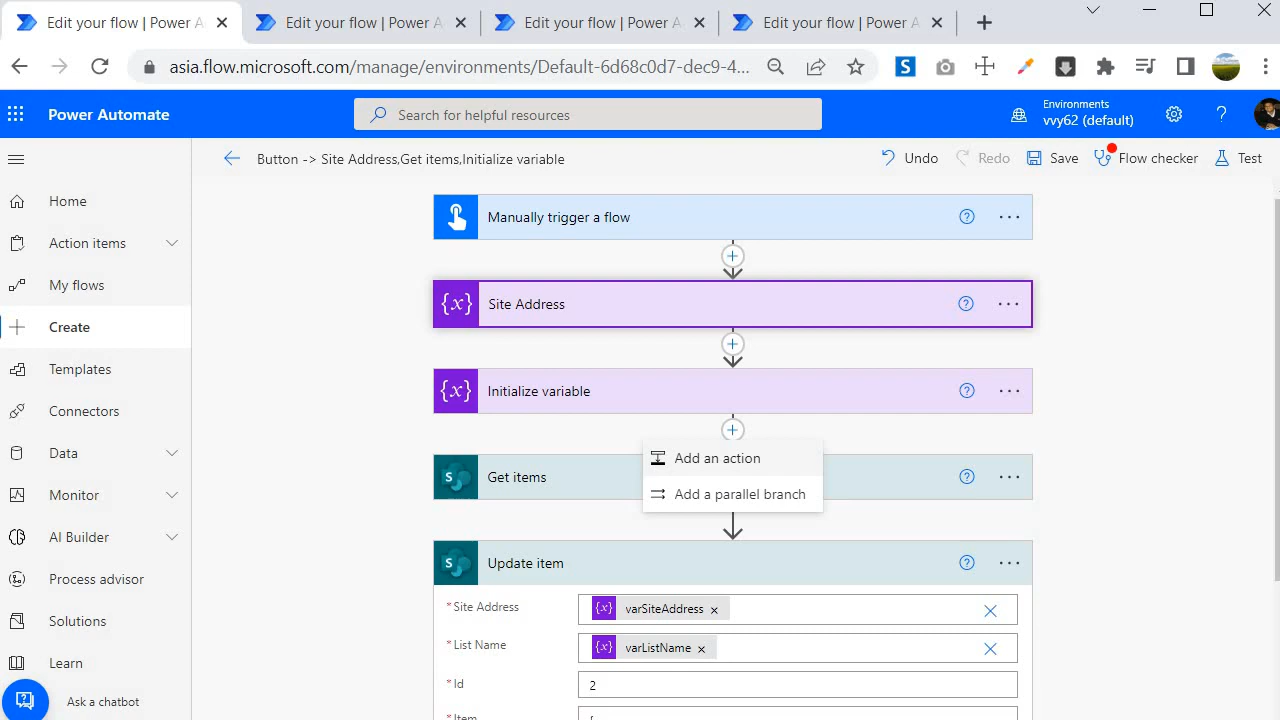 Edit your flow | Power A
Edit your flow | Power A
Edit your flow | Power A
Edit your flow | Power A
asia.flow.microsoft.com/manage/environments/Default-6d68c0d7-dec9-4...
S
Power Automate
Search for helpful resources
Environments
vvy62 (default)
?
Button -> Site Address,Get items,Initialize variable
Undo
Redo
Save
Flow checker
Test
Home
Action items
My flows
Create
Templates
Connectors
Data
Monitor
AI Builder
Process advisor
Solutions
Learn
Ask a chatbot
Manually trigger a flow
{x} Site Address
{x} Initialize variable
Add an action
Add a parallel branch
S Get items
S Update item
* Site Address
{x} varSiteAddress ×
* List Name
{x} varListName ×
* Id
2
* Item